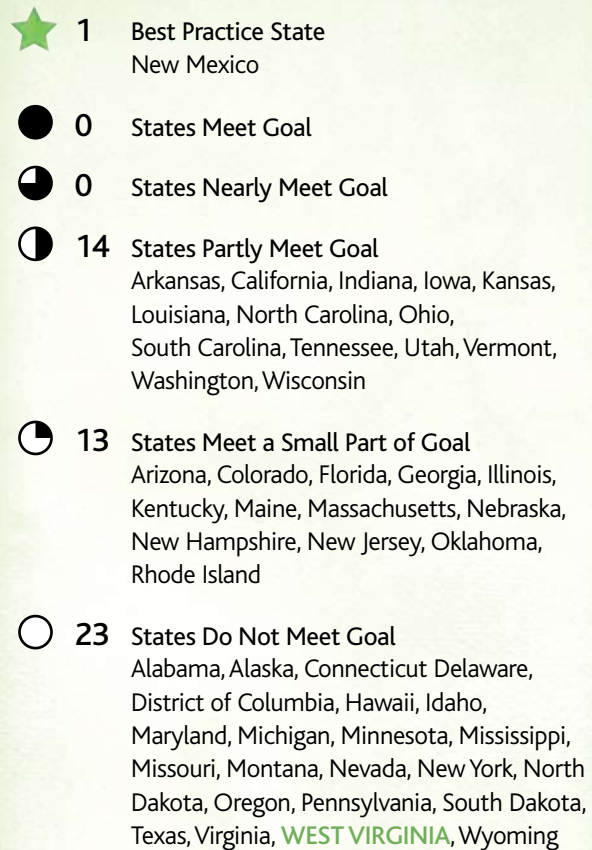 1 Best Practice State
New Mexico
0 States Meet Goal
0 States Nearly Meet Goal
14 States Partly Meet Goal
Arkansas, California, Indiana, Iowa, Kansas,
Louisiana, North Carolina, Ohio,
South Carolina, Tennessee, Utah, Vermont,
Washington, Wisconsin
13 States Meet a Small Part of Goal
Arizona, Colorado, Florida, Georgia, Illinois,
Kentucky, Maine, Massachusetts, Nebraska,
New Hampshire, New Jersey, Oklahoma,
Rhode Island
23 States Do Not Meet Goal
Alabama, Alaska, Connecticut Delaware,
District of Columbia, Hawaii, Idaho,
Maryland, Michigan, Minnesota, Mississippi,
Missouri, Montana, Nevada, New York, North
Dakota, Oregon, Pennsylvania, South Dakota,
Texas, Virginia, WEST VIRGINIA, Wyoming